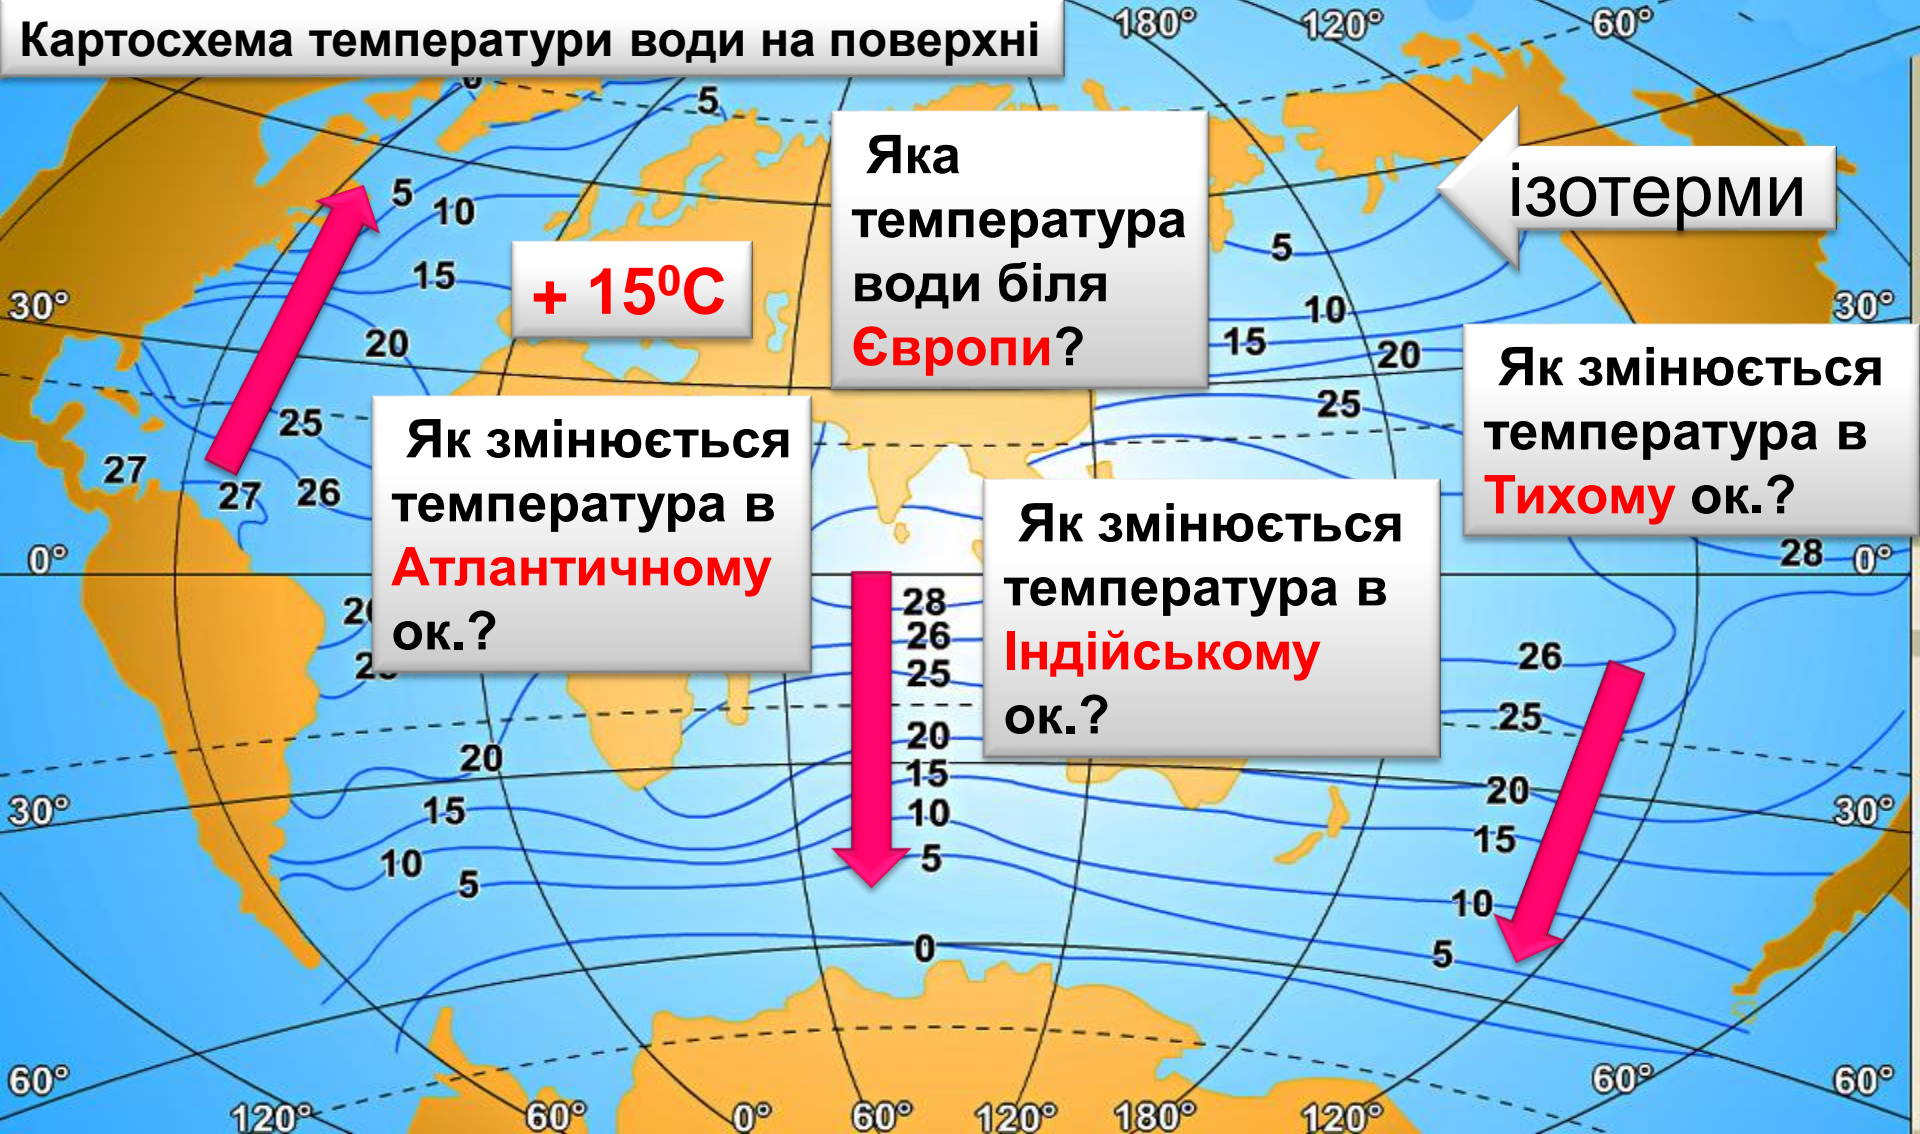 Картосхема температури води на поверхні
180° 120° 60°
0 5
Яка
температура
води біля
Європи?
ізотерми
5 10
15
+ 15⁰С
5
10
30° 30°
20
15 20
25
25
Як змінюється
температура в
Тихому ок.?
Як змінюється
температура в
Атлантичному
ок.?
27 27 26
Як змінюється
температура в
Індійському
ок.?
0° 28 0°
28
26
25
20
15
10
5
0
26
25
20
15
10
5
20
15
10
5
30° 30°
60° 60° 60°
120° 60° 0° 60° 120° 180° 120°